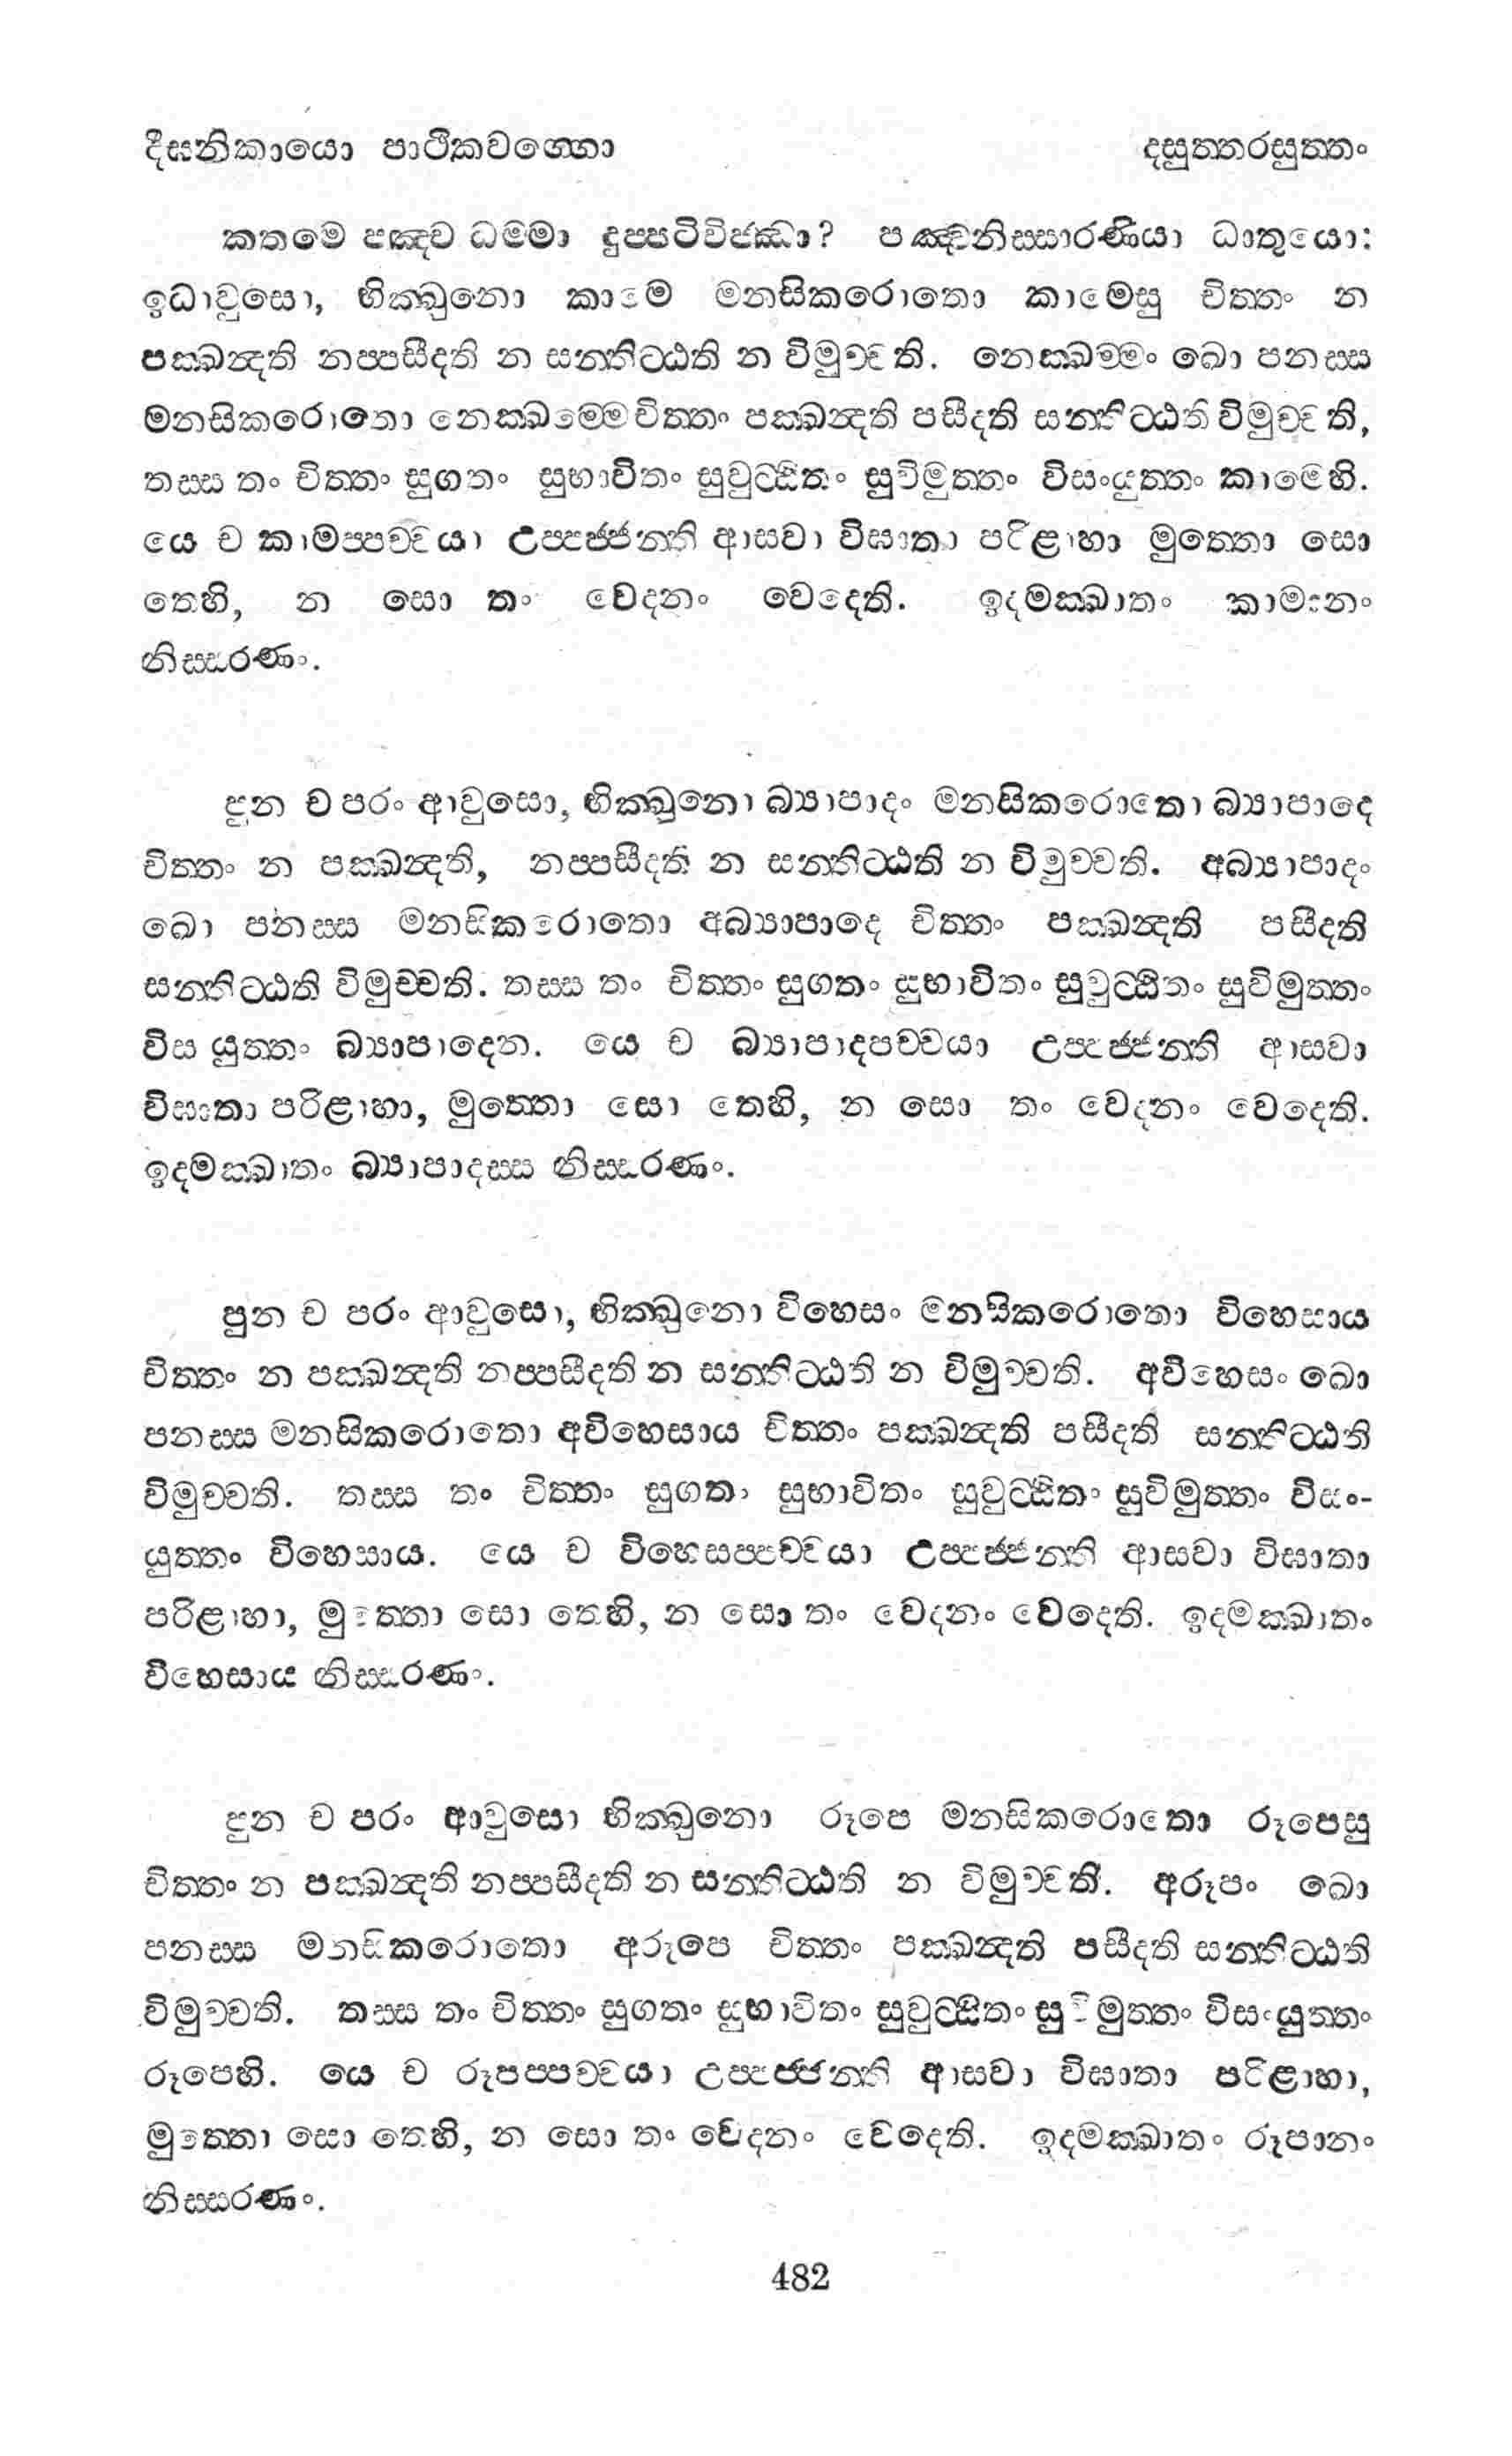 දීඝනිකායො පාථිකවග්ගො දසුත්තරසුත්තං
කතමෙ පඤ්ච ධම්මා දුප්පටිවිජ්ඣා? පඤ්චනිස්සාරණියා ධාතුයො:
ඉධාවුසො, භික්ඛුනො කාමෙ මනසිකරොතො කාමෙසු චිත්තං න
පක්ඛන්දති නප්පසීදති න සන්තිට්ඨති න විමුච්චති. නෙක්ඛම්මං ඛො පනස්ස
මනසිකරොතො නෙක්ඛම්මෙචිත්තං පක්ඛන්දති පසීදති සන්තිට්ඨති විමුච්චති,
තස්ස තං චිත්තං සුගතං සුභාවිතං සුවුට්ඨිතං සුවිමුත්තං විසංයුත්තං කාමෙහි.
යෙ ච කාමප්පච්චයා උප්පජ්ජන්ති ආසවා විඝාතා පරිළාහා මුත්තො සො
තෙහි, න සො තං වෙදනං වෙදෙති. ඉදමක්ඛාතං කාමානං
නිස්සරණං.
පුන ච පරං ආවුසො, භික්ඛුනො බ්‍යාපාදං මනසිකරොතො බ්‍යාපාදෙ
චිත්තං න පක්ඛන්දති, නප්පසීදති න සන්තිට්ඨති න විමුච්චති. අබ්‍යාපාදං
ඛො පනස්ස මනසිකරොතො අබ්‍යාපාදෙ චිත්තං පක්ඛන්දති පසීදති
සන්තිට්ඨති විමුච්චති. තස්ස තං චිත්තං සුගතං සුභාවිතං සුවුට්ඨිතං සුවිමුත්තං
විස යුත්තං බ්‍යාපාදෙන. යෙ ච බ්‍යාපාදපච්චයා උප්පජ්ජන්ති ආසවා
විඝාතා පරිළාහා, මුත්තො සො තෙහි, න සො තං වෙදනං වෙදෙති.
ඉදමක්ඛාතං බ්‍යාපාදස්ස නිස්සරණං.
පුන ච පරං ආවුසො, භික්ඛුනො විහෙසං මනසිකරොතො විහෙසාය
චිත්තං න පක්ඛන්දති නප්පසීදති න සන්තිට්ඨති න විමුච්චති. අවිහෙසං ඛො
පනස්ස මනසිකරොතො අවිහෙසාය චිත්තං පක්ඛන්දති පසීදති සන්තිට්ඨති
විමුච්චති. තස්ස තං චිත්තං සුගතං සුභාවිතං සුවුට්ඨිතං සුවිමුත්තං විසං-
යුත්තං විහෙසාය. යෙ ච විහෙසප්පච්චයා උප්පජ්ජන්ති ආසවා විඝාතා
පරිළාහා, මුත්තො සො තෙහි, න සො තං වෙදනං වෙදෙති. ඉදමක්ඛාතං
විහෙසාය නිස්සරණං.
පුන ච පරං ආවුසො භික්ඛුනො රූපෙ මනසිකරොතො රූපෙසු
චිත්තං න පක්ඛන්දති නප්පසීදති න සන්තිට්ඨති න විමුච්චති. අරූපං ඛො
පනස්ස මනසිකරොතො අරූපෙ චිත්තං පක්ඛන්දති පසීදති සන්තිට්ඨති
විමුච්චති. තස්ස තං චිත්තං සුගතං සුභාවිතං සුවුට්ඨිතං සුවිමුත්තං විසංයුත්තං
රූපෙහි. යෙ ච රූපප්පච්චයා උප්පජ්ජන්ති ආසවා විඝාතා පරිළාහා,
මුත්තො සො තෙහි, න සො තං වෙදනං වෙදෙති. ඉදමක්ඛාතං රූපානං
නිස්සරණං.
482